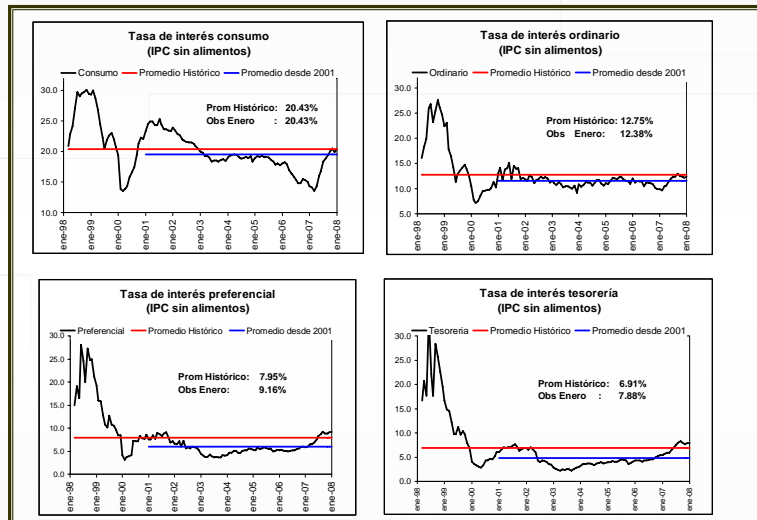 Tasa de interés consumo
(IPC sin alimentos)
Consumo Promedio Histórico Promedio desde 2001
Prom Histórico: 20.43%
Obs Enero : 20.43%
30.0
25.0
20.0
15.0
10.0
ene-98
ene-99
ene-00
ene-01
ene-02
ene-03
ene-04
ene-05
ene-06
ene-07
ene-08
Tasa de interés ordinario
(IPC sin alimentos)
Ordinario Promedio Histórico Promedio desde 2001
Prom Histórico: 12.75%
Obs Enero: 12.38%
30.0
25.0
20.0
15.0
10.0
5.0
ene-98
ene-99
ene-00
ene-01
ene-02
ene-03
ene-04
ene-05
ene-06
ene-07
ene-08
Tasa de interés preferencial
(IPC sin alimentos)
Preferencial Promedio Histórico Promedio desde 2001
Prom Histórico: 7.95%
Obs Enero : 9.16%
30.0
25.0
20.0
15.0
10.0
5.0
0.0
ene-98
ene-99
ene-00
ene-01
ene-02
ene-03
ene-04
ene-05
ene-06
ene-07
ene-08
Tasa de interés tesorería
(IPC sin alimentos)
Tesoreria Promedio Histórico Promedio desde 2001
Prom Histórico: 6.91%
Obs Enero : 7.88%
30.0
25.0
20.0
15.0
10.0
5.0
0.0
ene-98
ene-99
ene-00
ene-01
ene-02
ene-03
ene-04
ene-05
ene-06
ene-07
ene-08